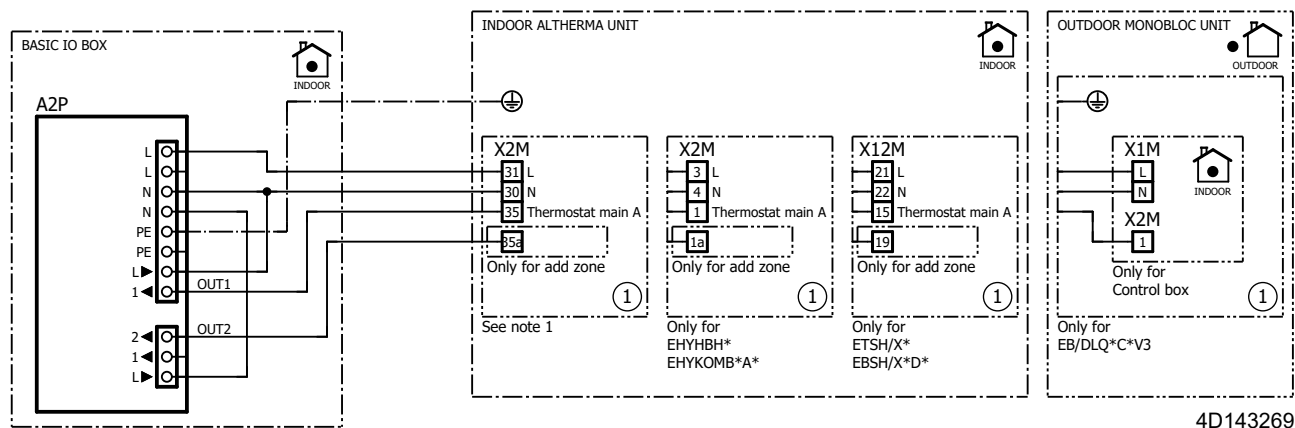 BASIC IO BOX
INDOOR
A2P
L
L
N
N
PE
PE
L▶
1◀ OUT1
2◀ OUT2
1◀
L▶
INDOOR ALTHERMA UNIT
INDOOR
X2M
31 L
30 N
35 Thermostat main A
35a
Only for add zone
1
See note 1
X2M
3 L
4 N
1 Thermostat main A
1a
Only for add zone
1
Only for
EHYHBH*
EHYKOMB*A*
X12M
21 L
22 N
15 Thermostat main A
19
Only for add zone
1
Only for
ETSH/X*
EBSH/X*D*
OUTDOOR MONOBLOC UNIT
OUTDOOR
X1M
L
N
INDOOR
X2M
1
Only for
Control box
1
Only for
EB/DLQ*C*V3
4D143269